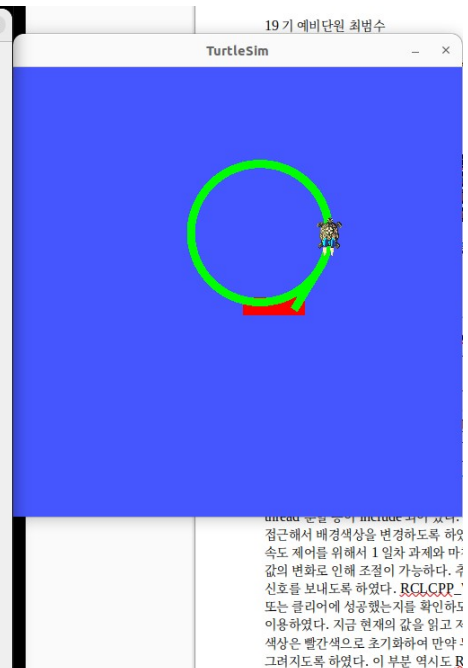 19 기 예비단원 최범수
TurtleSim
접근해서 배경색상을 변경하도록 하였
속도 제어를 위해서 1 일차 과제와 마
값의 변화로 인해 조절이 가능하다. 추
신호를 보내도록 하였다. RCLCPP_
또는 클리어에 성공했는지를 확인하도
이용하였다. 지금 현재의 값을 읽고 저
색상은 빨간색으로 초기화하여 만약
그려지도록 하였다. 이 부분 역시도 R